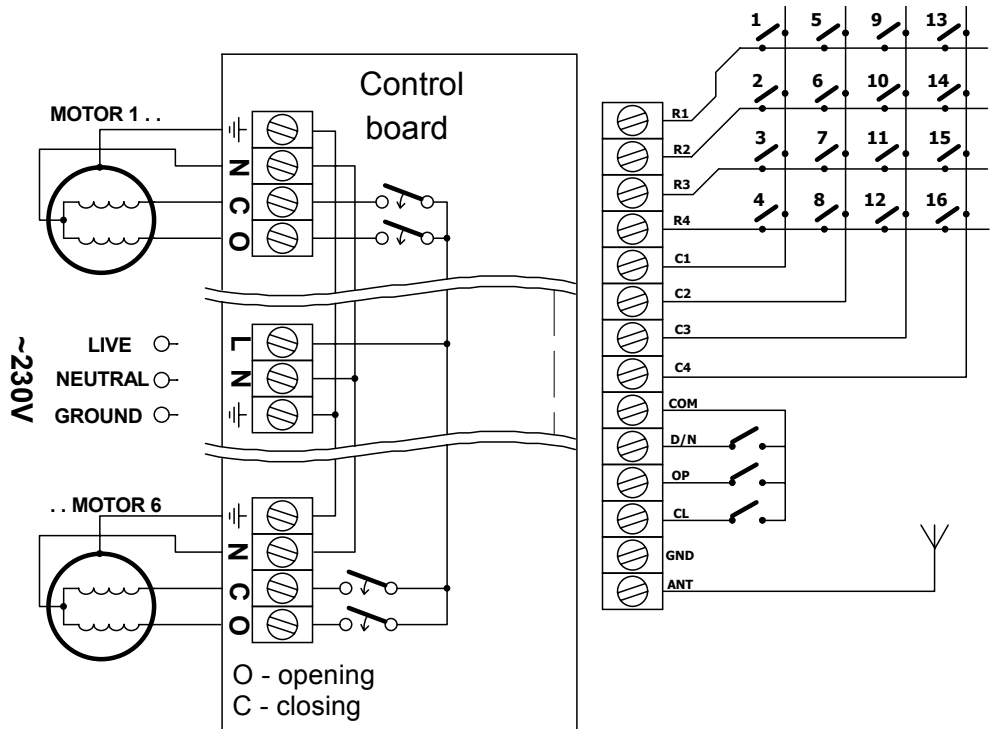 Control
board
MOTOR 1 . .
N
C
O
~230V
LIVE
NEUTRAL
GROUND
L
N
. . MOTOR 6
N
C
O
O - opening
C - closing
1 5 9 13
2 6 10 14
3 7 11 15
4 8 12 16
R1
R2
R3
R4
C1
C2
C3
C4
COM
D/N
OP
CL
GND
ANT